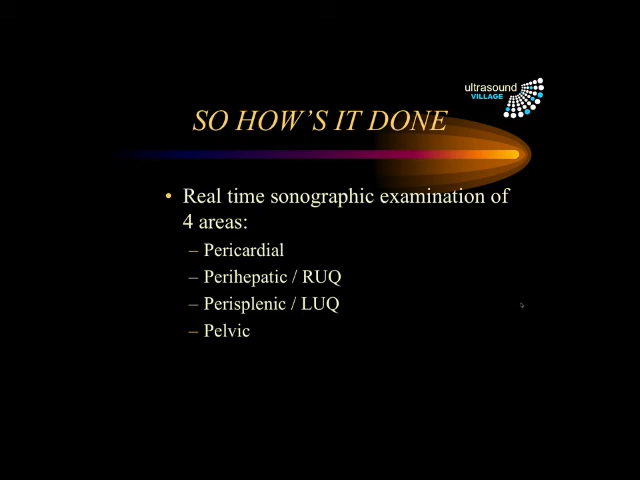 ultrasound
VILLAGE
SO HOW'S IT DONE
• Real time sonographic examination of
4 areas:
– Pericardial
– Perihepatic / RUQ
– Perisplenic / LUQ
– Pelvic